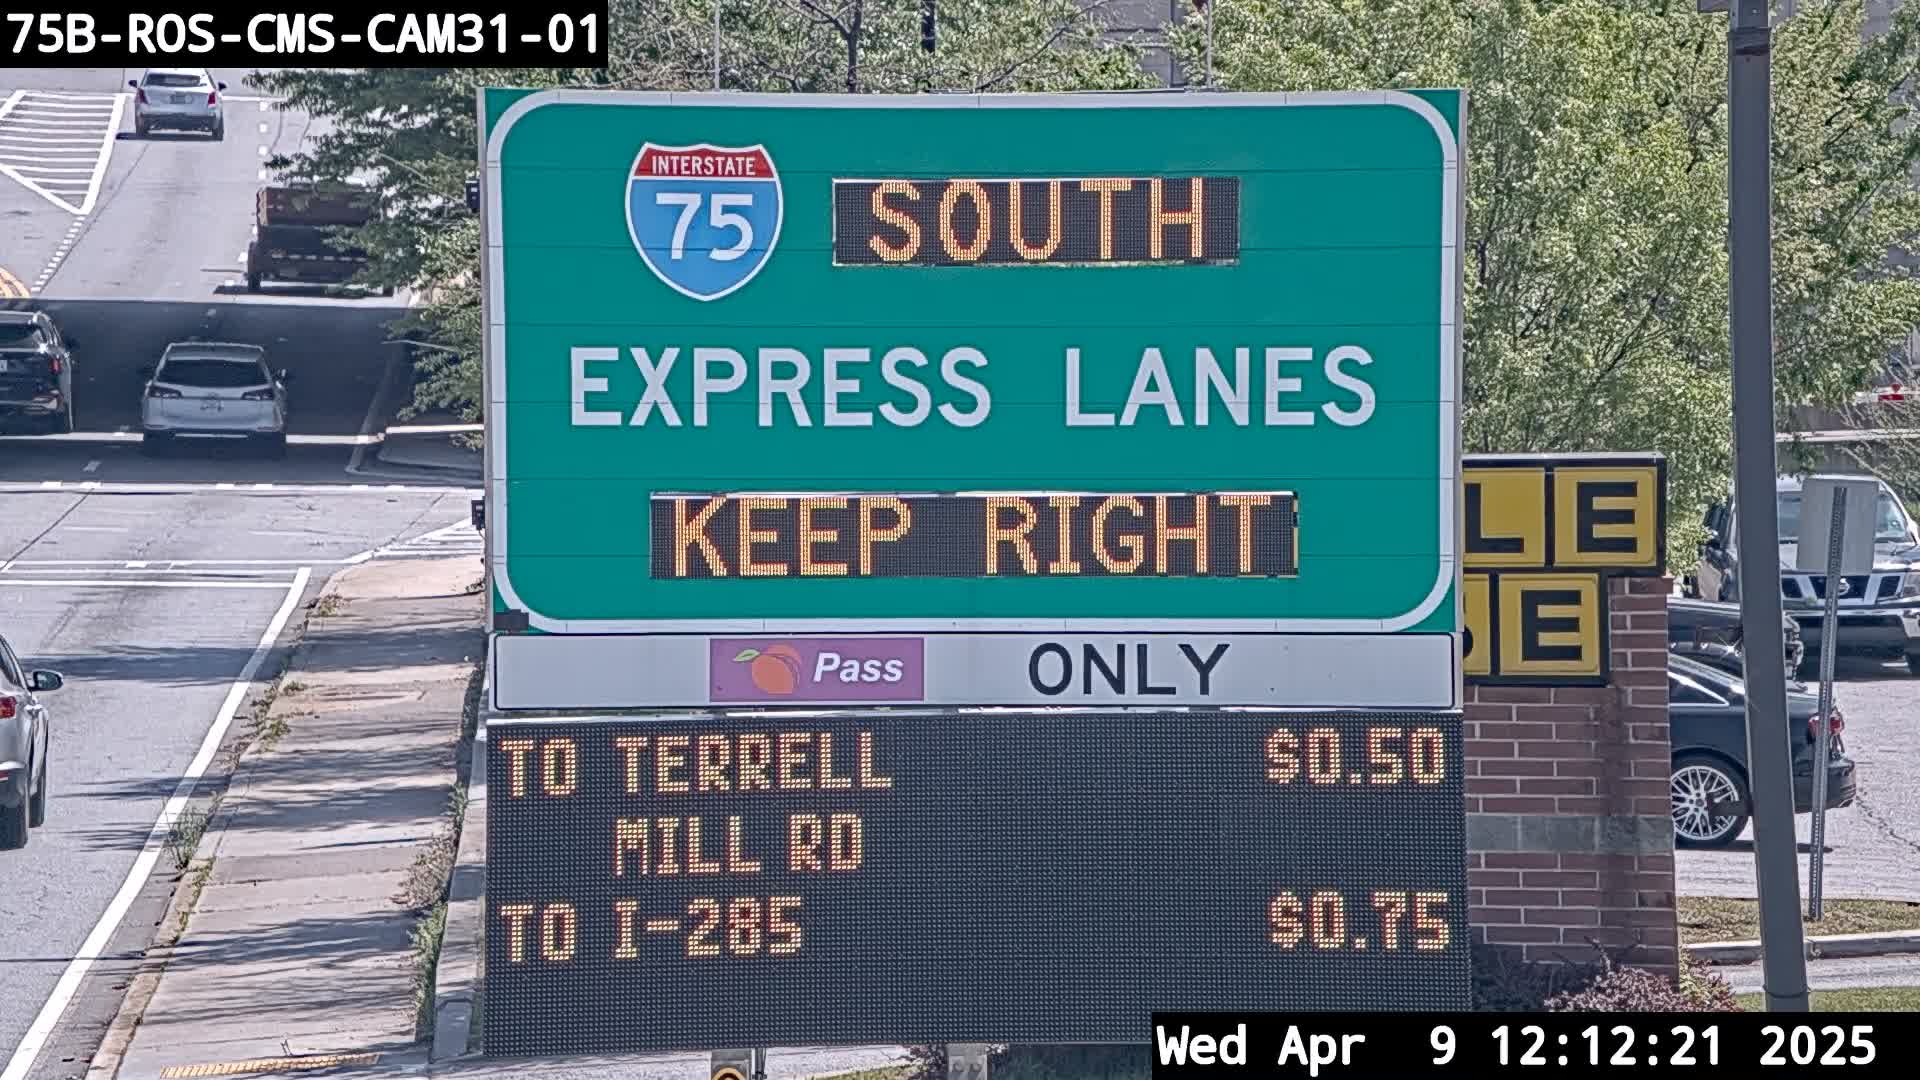 75B-ROS-CMS-CAM31-01
INTERSTATE
75
SOUTH
EXPRESS LANES
KEEP RIGHT
Pass ONLY
TO TERRELL $0.50
MILL RD
TO I-285 $0.75
LE
E
Wed Apr 9 12:12:21 2025